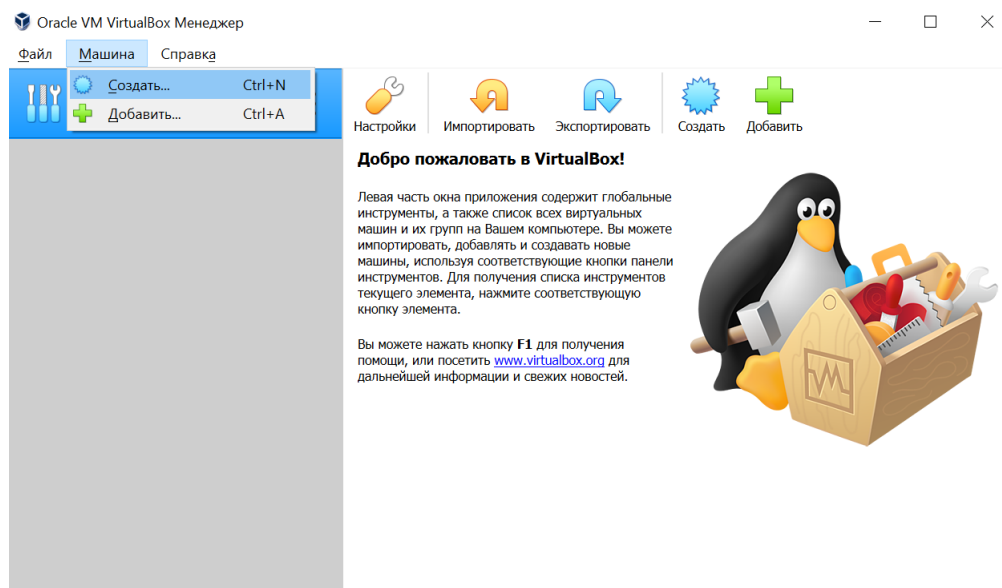 Oracle VM VirtualBox Менеджер
Файл Машина Справка
Создать... Ctrl+N
Добавить... Ctrl+A
Настройки Импортировать Экспортировать Создать Добавить
Добро пожаловать в VirtualBox!
Левая часть окна приложения содержит глобальные
инструменты, а также список всех виртуальных
машин и их групп на Вашем компьютере. Вы можете
импортировать, добавлять и создавать новые
машины, используя соответствующие кнопки панели
инструментов. Для получения списка инструментов
текущего элемента, нажмите соответствующую
кнопку элемента.
Вы можете нажать кнопку F1 для получения
помощи, или посетить www.virtualbox.org для
дальнейшей информации и свежих новостей.